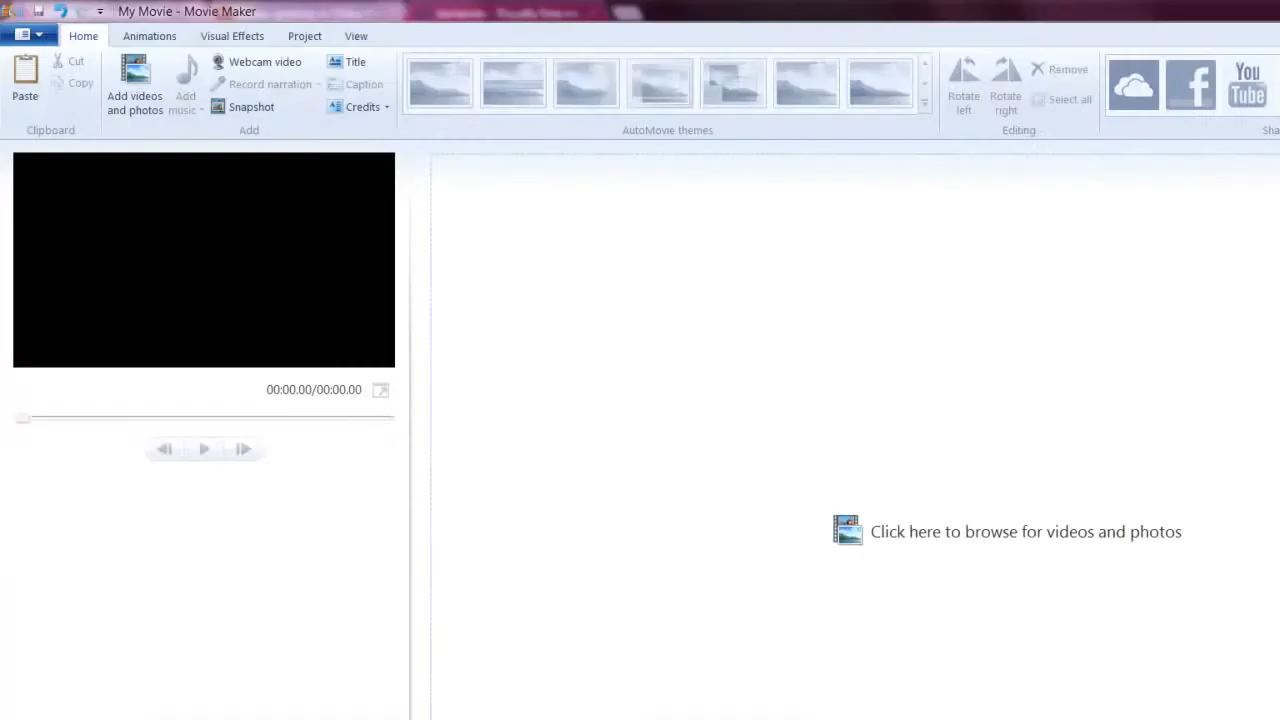 My Movie - Movie Maker
Home
Animations
Visual Effects
Project
View
Paste
Cut
Copy
Clipboard
Add videos
and photos
Add
music
Webcam video
Record narration
Snapshot
Title
Caption
Credits
Add
AutoMovie themes
Rotate
left
Rotate
right
Remove
Select all
Editing
You
Tube
Sha
00:00.00/00:00.00
Click here to browse for videos and photos